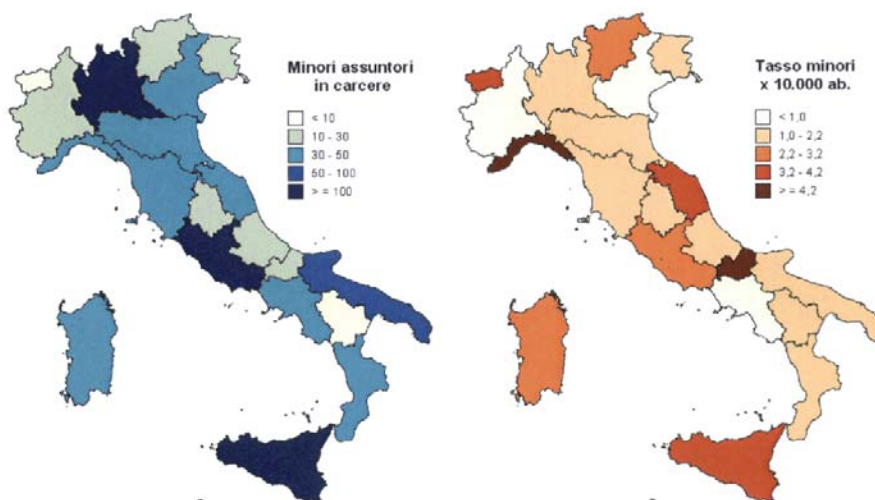 Minori assuntori
in carcere
< 10
10 - 30
30 - 50
50 - 100
> = 100
Tasso minori
x 10.000 ab.
< 1,0
1,0 - 2,2
2,2 - 3,2
3,2 - 4,2
> = 4,2